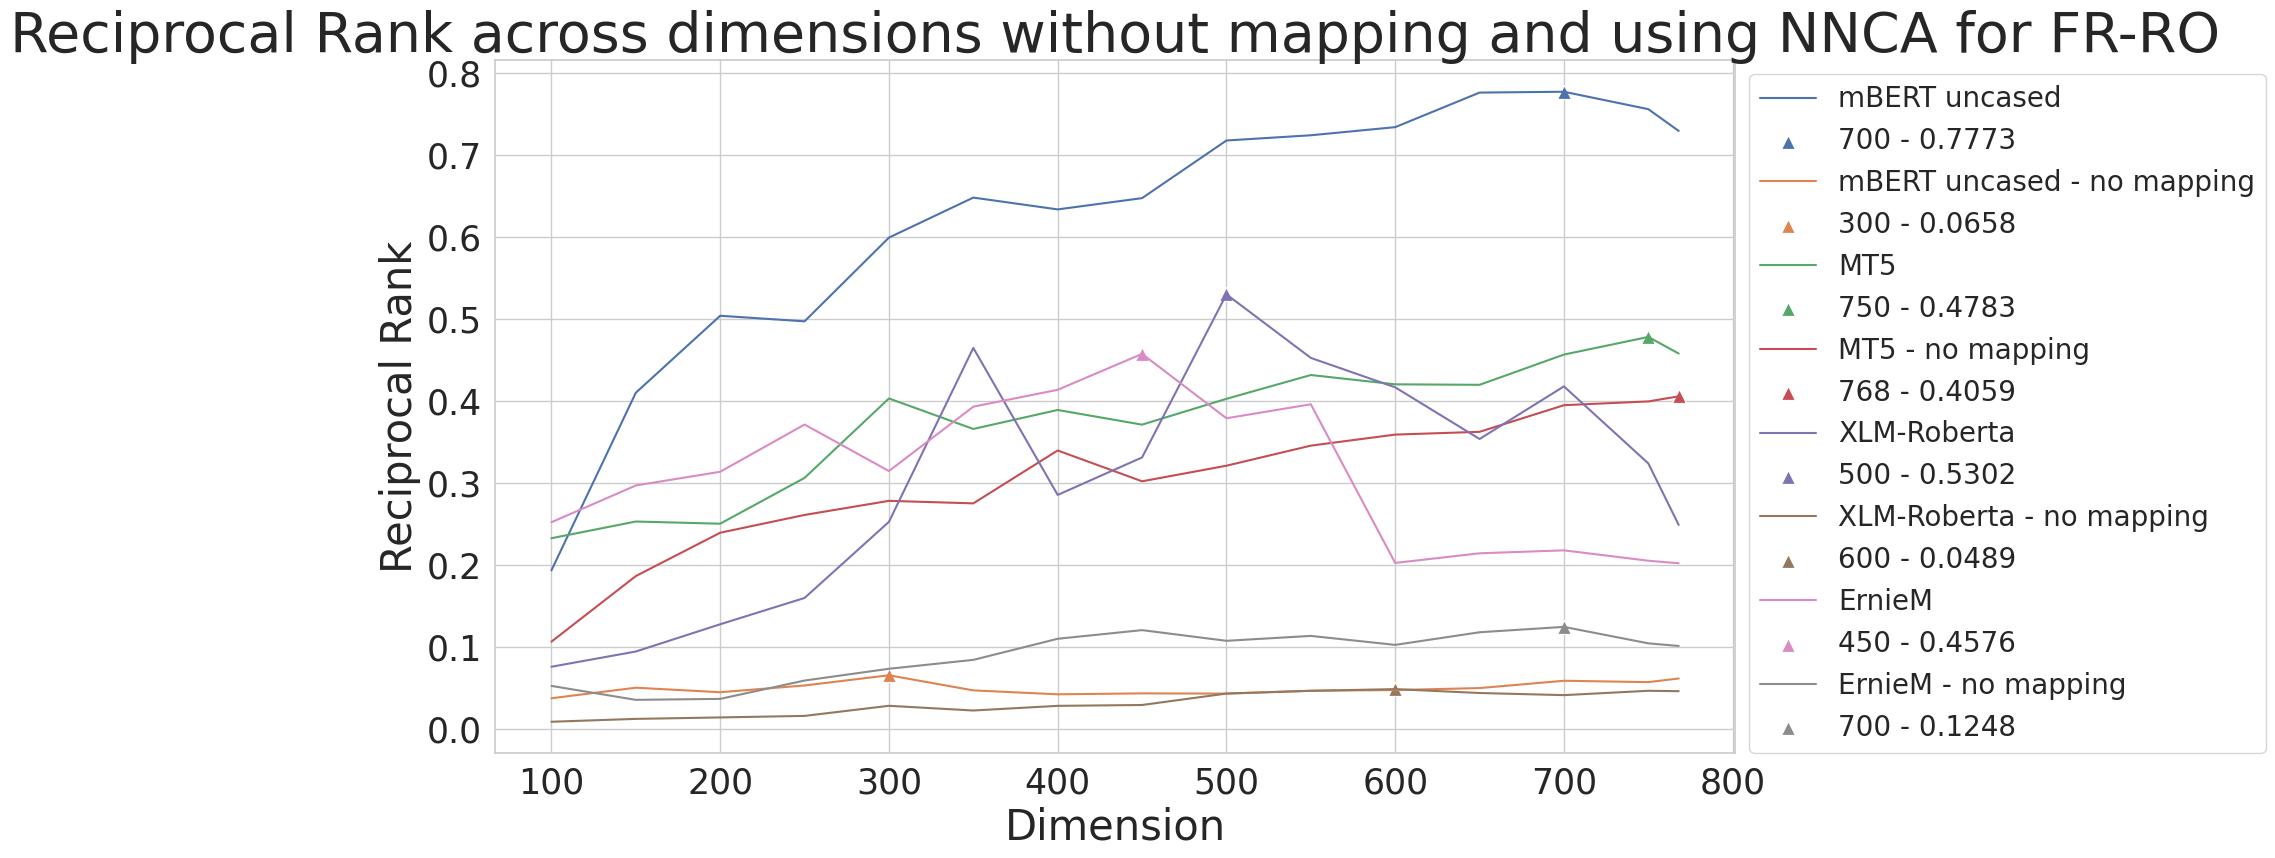 Reciprocal Rank across dimensions without mapping and using NNCA for FR-RO
0.8
0.7
0.6
0.5
0.4
0.3
0.2
0.1
0.0
Reciprocal Rank
100 200 300 400 500 600 700 800
Dimension
mBERT uncased
700 - 0.7773
mBERT uncased - no mapping
300 - 0.0658
MT5
750 - 0.4783
MT5 - no mapping
768 - 0.4059
XLM-Roberta
500 - 0.5302
XLM-Roberta - no mapping
600 - 0.0489
ErnieM
450 - 0.4576
ErnieM - no mapping
700 - 0.1248